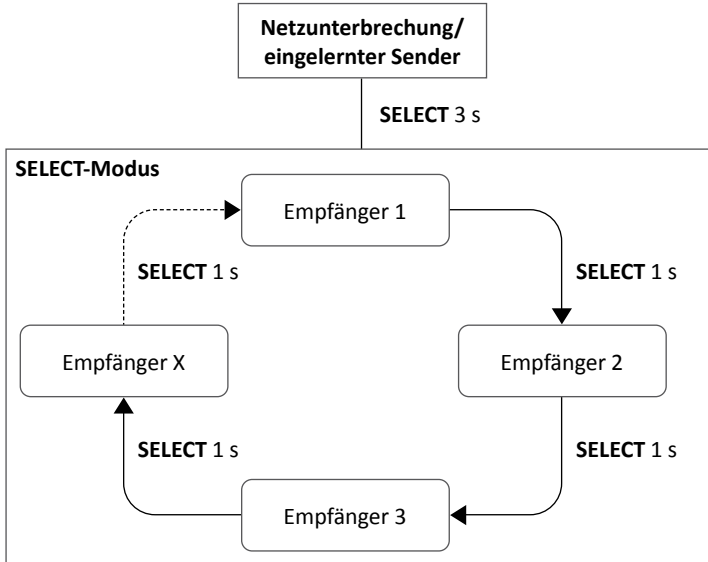 Netzunterbrechung/
eingelernter Sender
SELECT 3 s
SELECT-Modus
Empfänger 1
SELECT 1 s
SELECT 1 s
Empfänger X
Empfänger 2
SELECT 1 s
SELECT 1 s
Empfänger 3